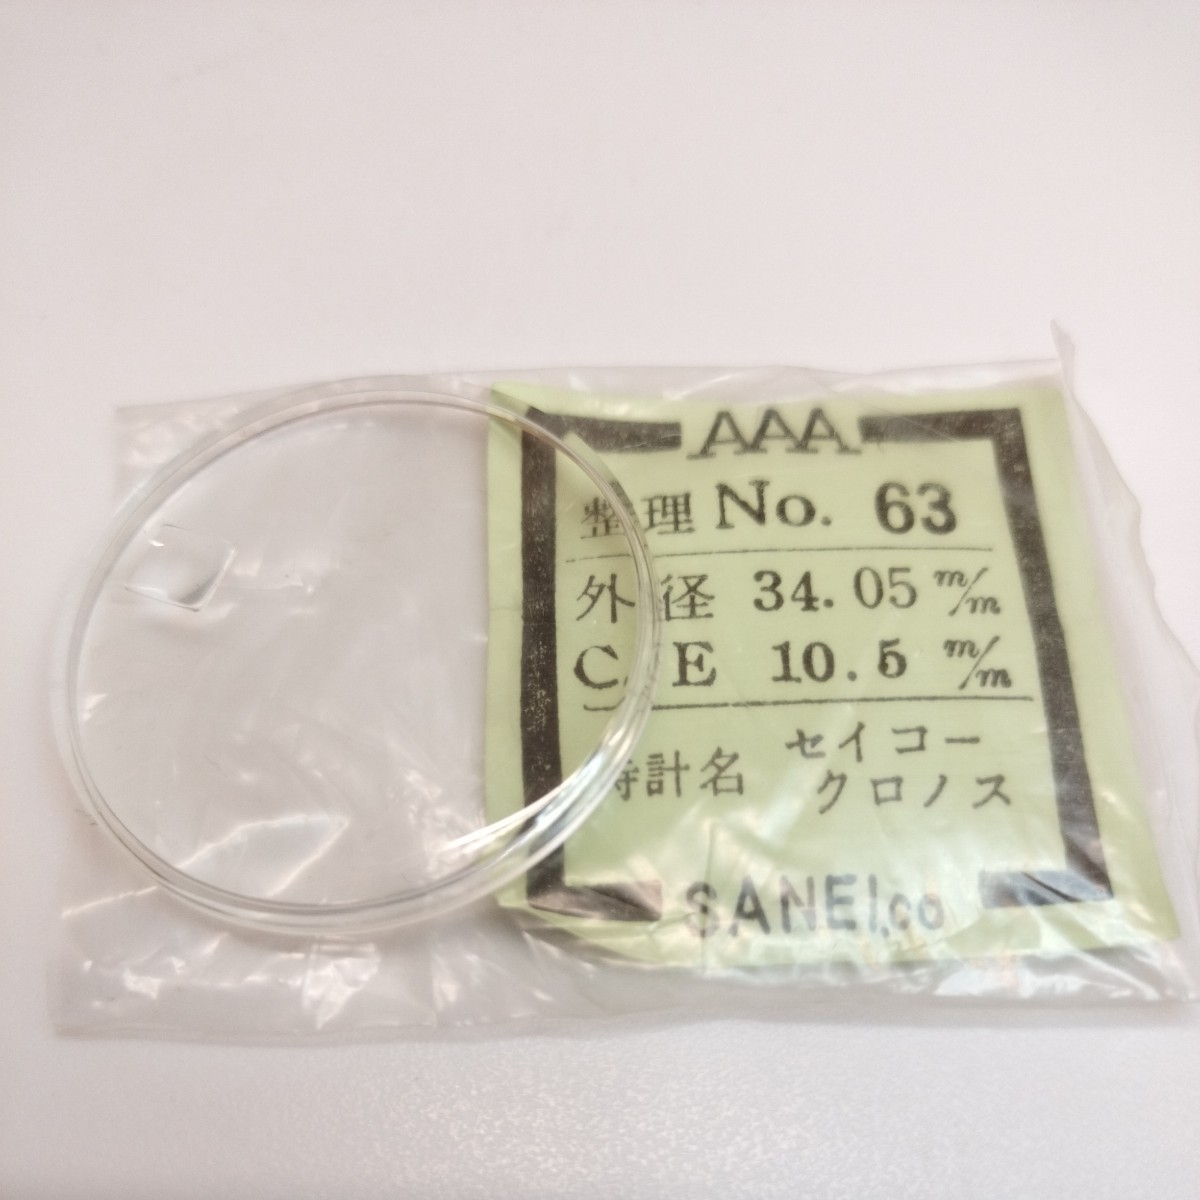 AAA
整理 No. 63
外径 34.05 m/m
C/E 10.5 m/m
時計名 セイコー
クロノス
SANEI.co